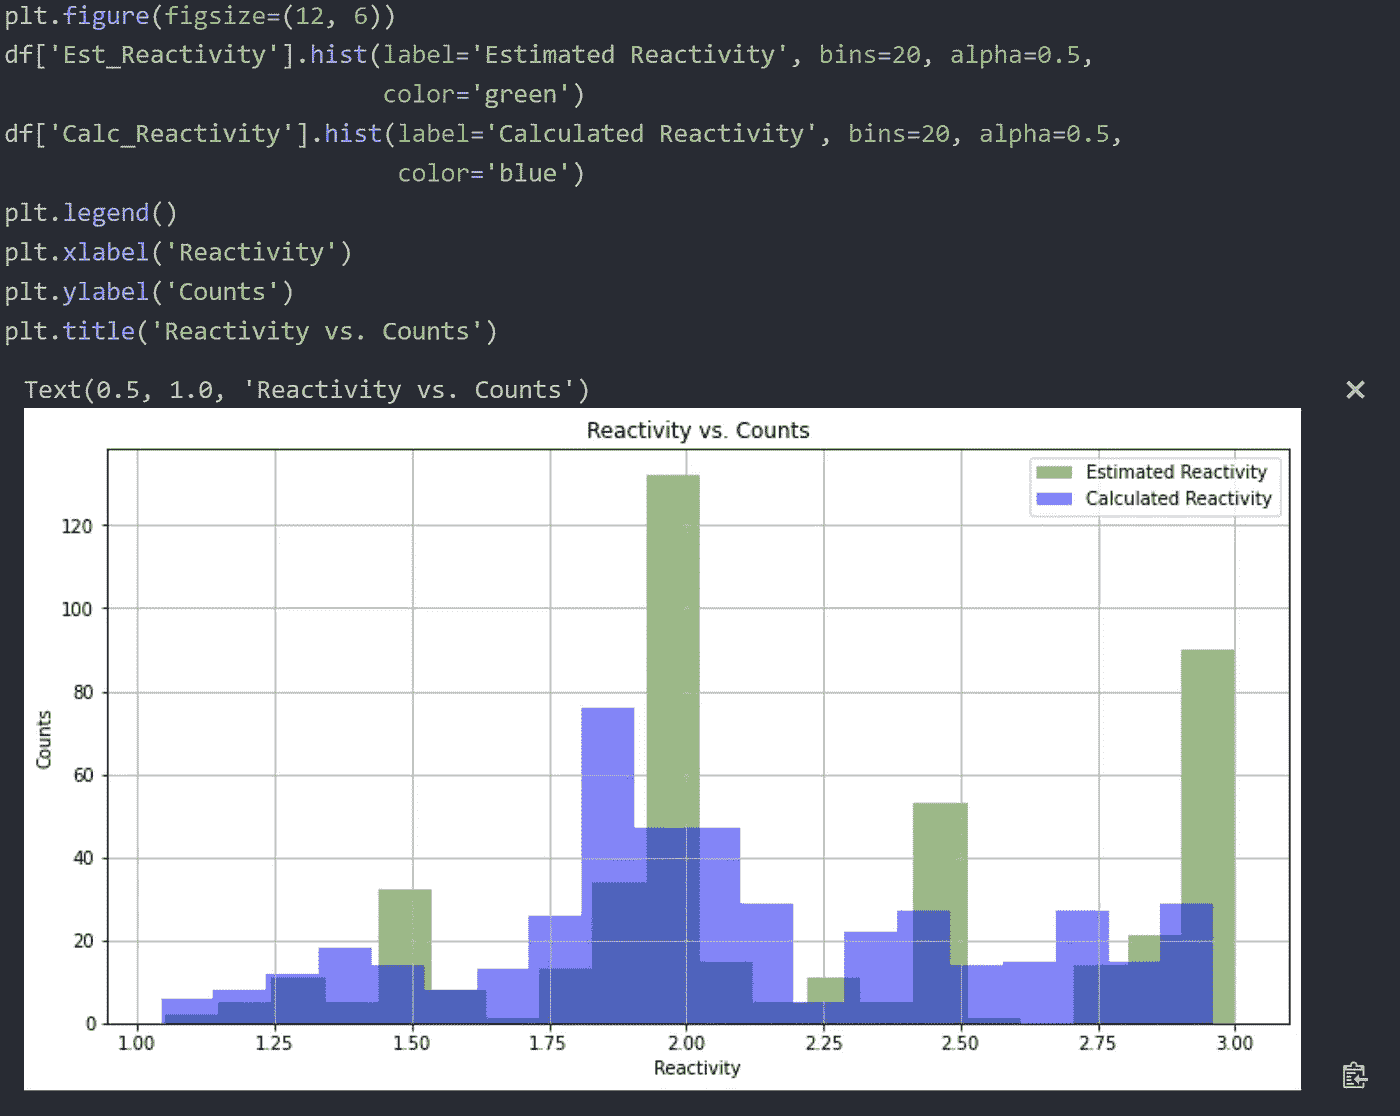 plt.figure(figsize=(12, 6))
df['Est_Reactivity'].hist(label='Estimated Reactivity', bins=20, alpha=0.5,
color='green')
df['Calc_Reactivity'].hist(label='Calculated Reactivity', bins=20, alpha=0.5,
color='blue')
plt.legend()
plt.xlabel('Reactivity')
plt.ylabel('Counts')
plt.title('Reactivity vs. Counts')
Text(0.5, 1.0, 'Reactivity vs. Counts')
Reactivity vs. Counts
Estimated Reactivity
Calculated Reactivity
120
100
80
60
40
20
0
Counts
1.00 1.25 1.50 1.75 2.00 2.25 2.50 2.75 3.00
Reactivity